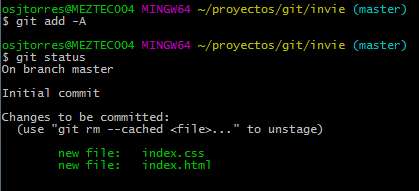 osjtorres@MEZTECO04 MINGW64 ~/proyectos/git/invie (master)
$ git add -A
osjtorres@MEZTECO04 MINGW64 ~/proyectos/git/invie (master)
$ git status
On branch master
Initial commit
Changes to be committed:
(use "git rm --cached <file>..." to unstage)
new file: index.css
new file: index.html